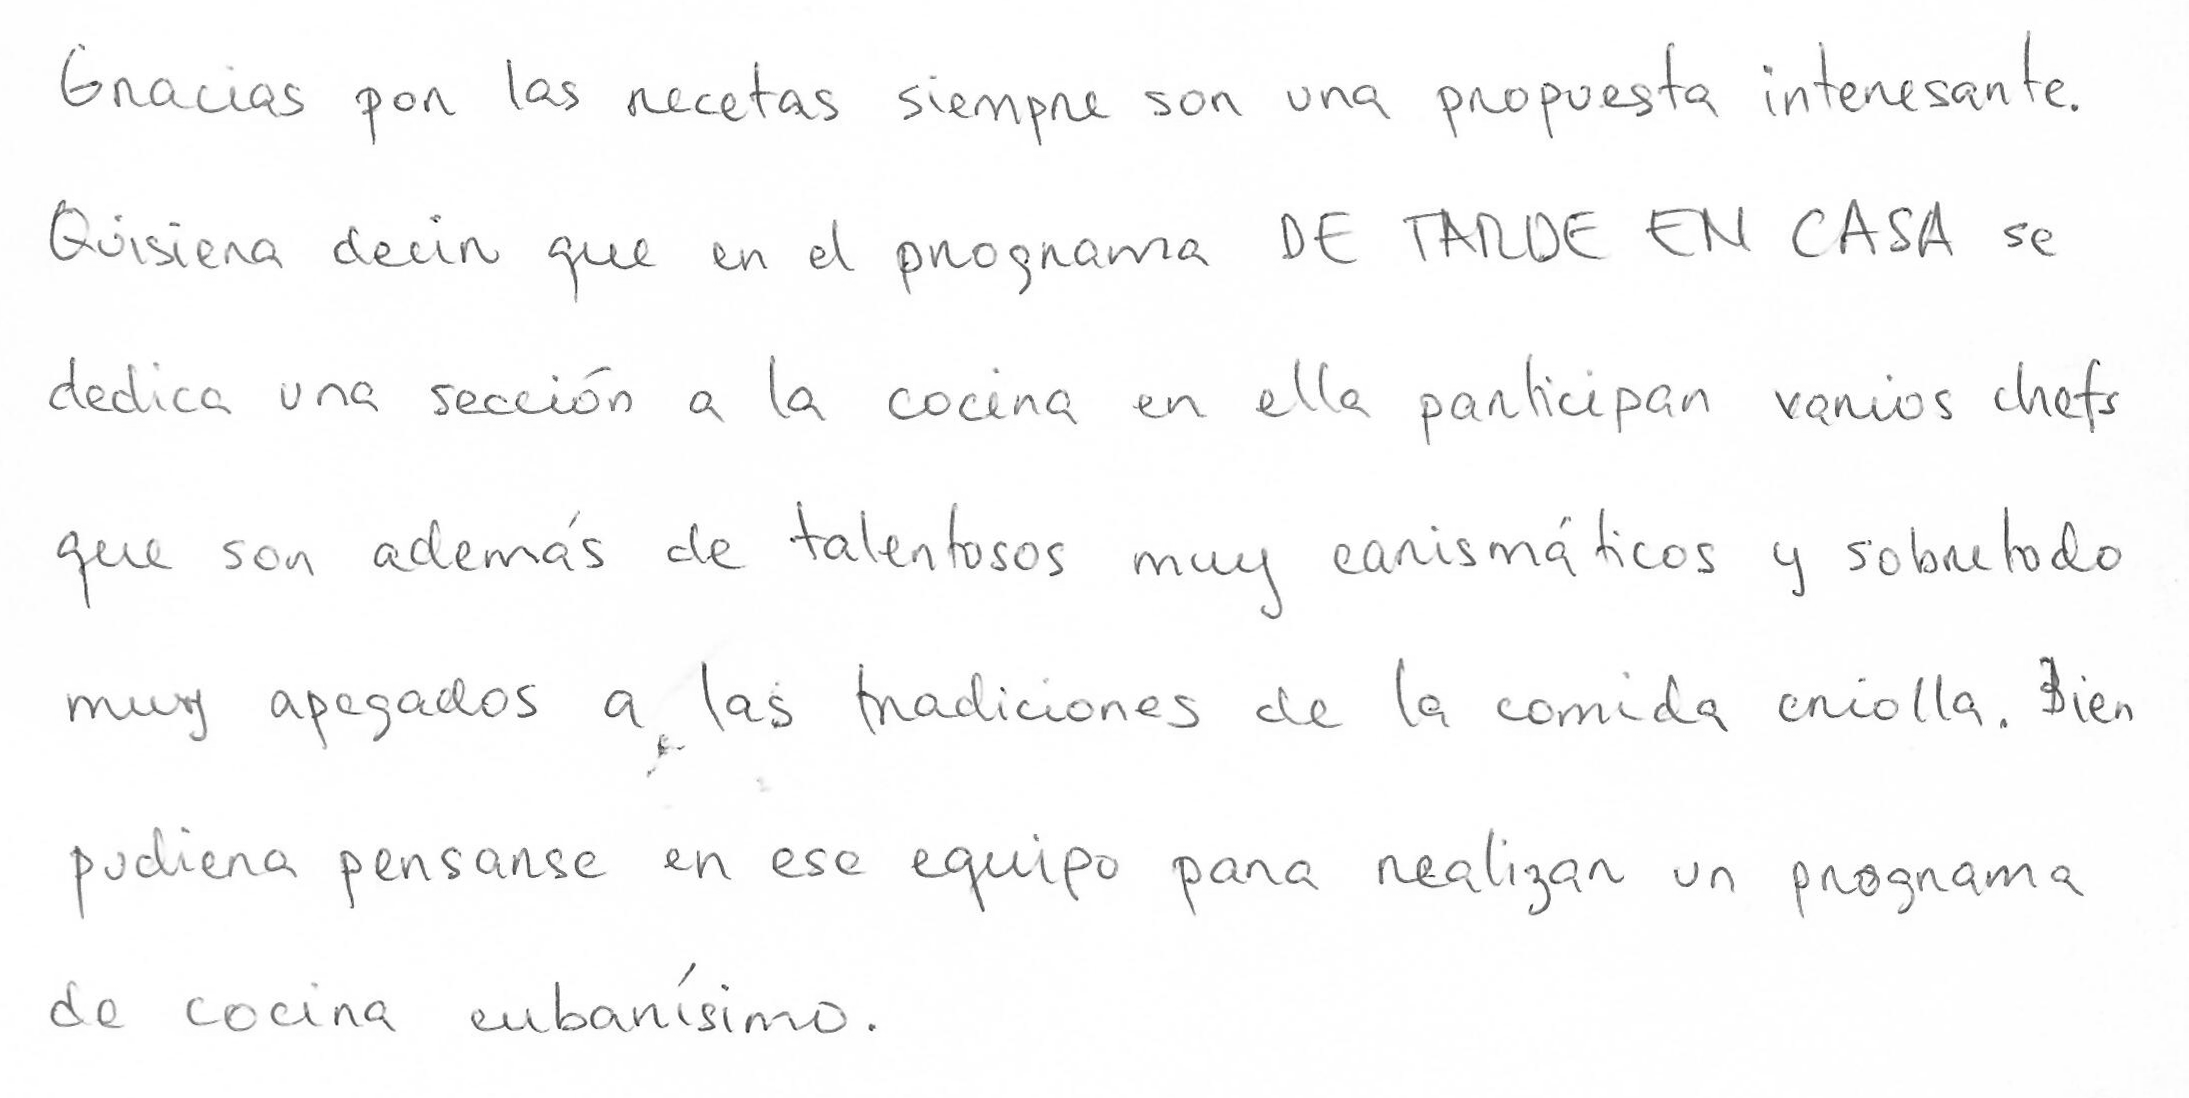 Gracias por las recetas siempre son una propuesta interesante.
Quisiera decir que en el programa DE TARDE EN CASA se
dedica una sección a la cocina en ella participan varios chefs
que son además de talentosos muy carismáticos y sobretodo
muy apegados a las tradiciones de la comida criolla. Bien
pudiera pensarse en ese equipo para realizar un programa
de cocina cubanísimo.